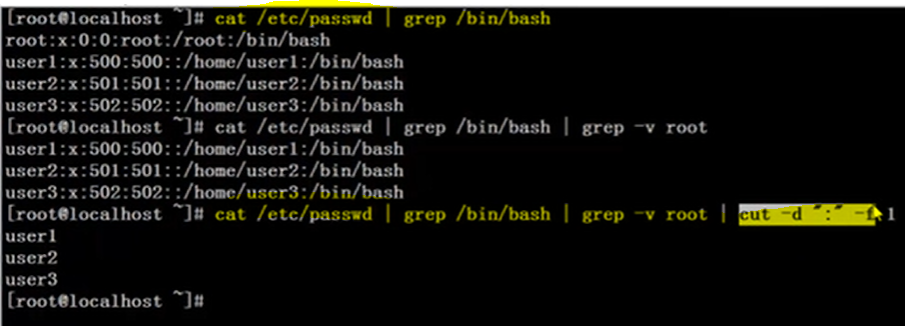 [root@localhost ~]# cat /etc/passwd | grep /bin/bash
root:x:0:0:root:/root:/bin/bash
user1:x:500:500::/home/user1:/bin/bash
user2:x:501:501::/home/user2:/bin/bash
user3:x:502:502::/home/user3:/bin/bash
[root@localhost ~]# cat /etc/passwd | grep /bin/bash | grep -v root
user1:x:500:500::/home/user1:/bin/bash
user2:x:501:501::/home/user2:/bin/bash
user3:x:502:502::/home/user3:/bin/bash
[root@localhost ~]# cat /etc/passwd | grep /bin/bash | grep -v root | cut -d ":" -f 1
user1
user2
user3
[root@localhost ~]#